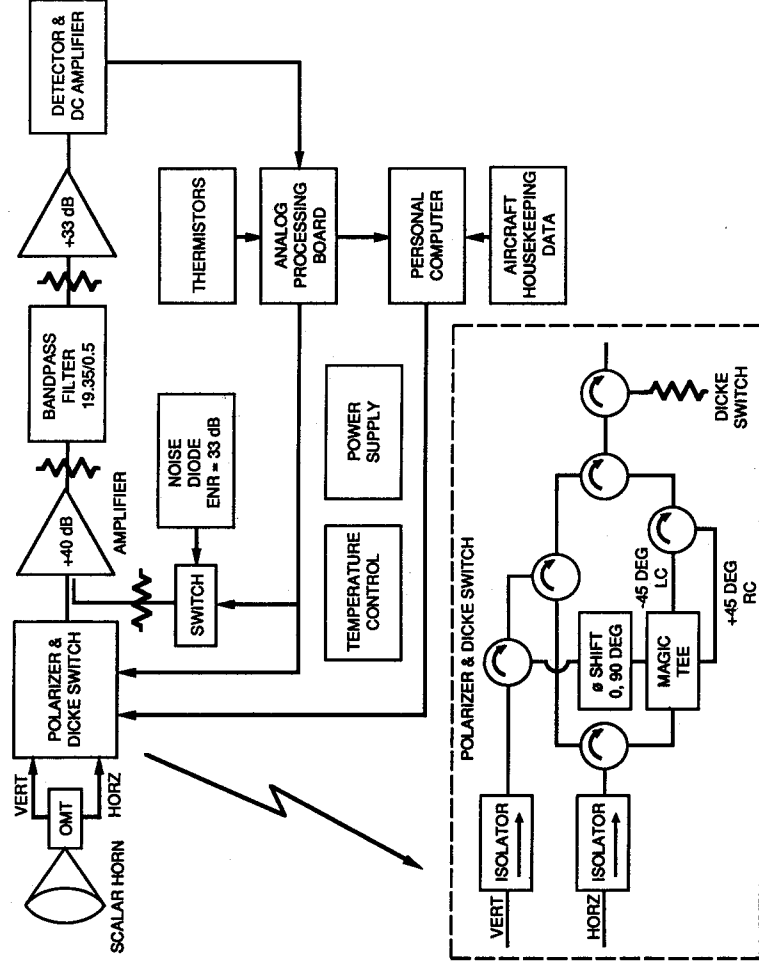 SCALAR HORN
OMT
VERT
HORZ
POLARIZER &
DICKE SWITCH
+40 dB
AMPLIFIER
BANDPASS
FILTER
19.35/0.5
+33 dB
DETECTOR &
DC AMPLIFIER
SWITCH
NOISE
DIODE
ENR = 33 dB
THERMISTORS
ANALOG
PROCESSING
BOARD
TEMPERATURE
CONTROL
POWER
SUPPLY
PERSONAL
COMPUTER
AIRCRAFT
HOUSEKEEPING
DATA
POLARIZER & DICKE SWITCH
VERT
ISOLATOR
HORZ
ISOLATOR
ø SHIFT
0, 90 DEG
MAGIC
TEE
-45 DEG
LC
+45 DEG
RC
DICKE
SWITCH